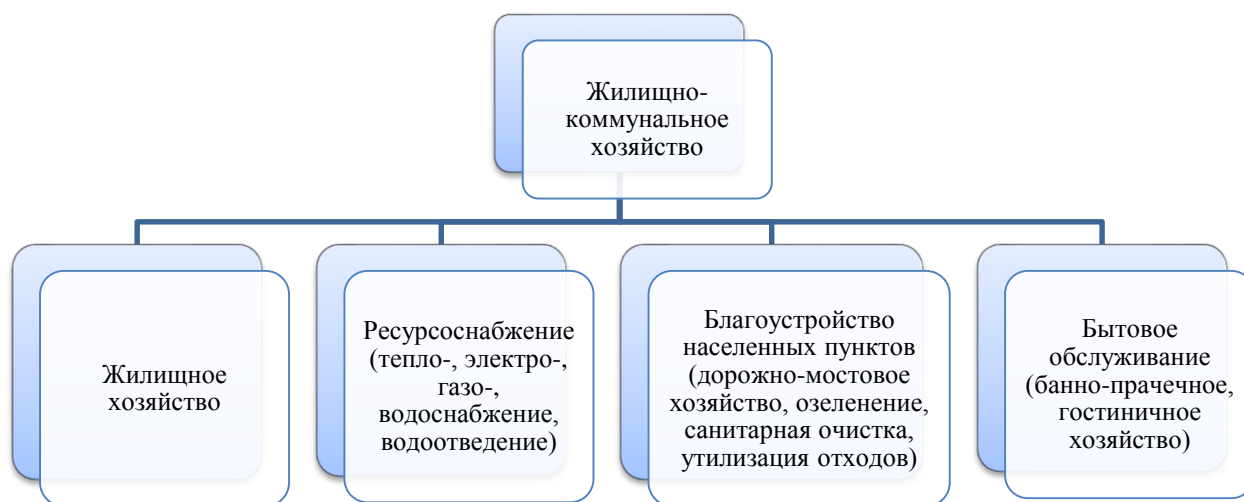 Жилищно-
коммунальное
хозяйство
Жилищное
хозяйство
Ресурсоснабжение
(тепло-, электро-,
газо-,
водоснабжение,
водоотведение)
Благоустройство
населенных пунктов
(дорожно-мостовое
хозяйство, озеленение,
санитарная очистка,
утилизация отходов)
Бытовое
обслуживание
(банно-прачечное,
гостиничное
хозяйство)